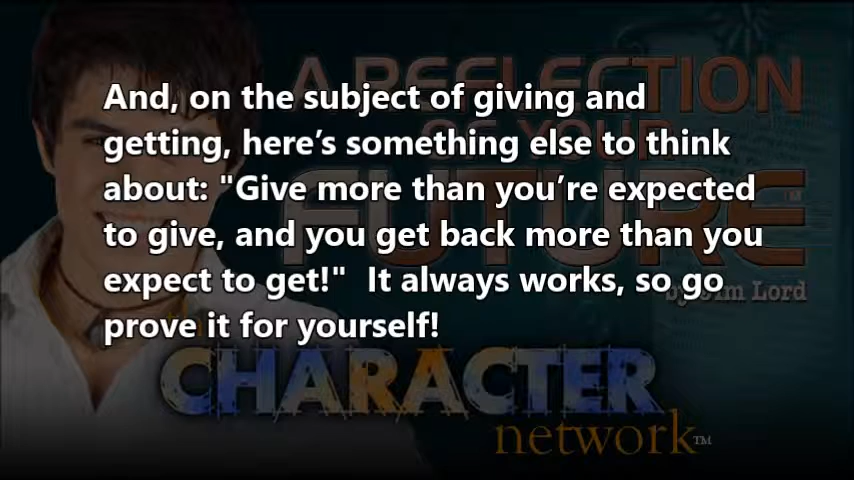 And, on the subject of giving and
getting, here’s something else to think
about: "Give more than you’re expected
to give, and you get back more than you
expect to get!"  It always works, so go
prove it for yourself!
A REFLECTION
OF YOUR
FUTURE
by Jim Lord
the
CHARACTER
network™